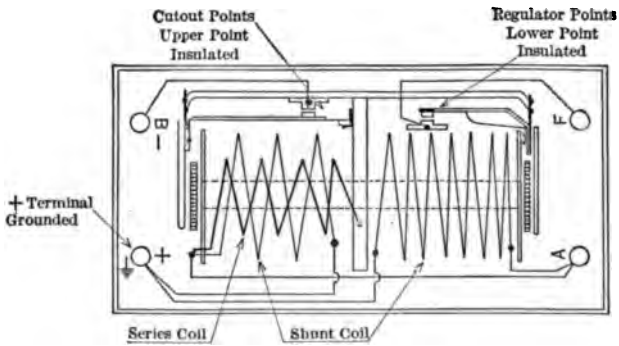 Cutout Points
Upper Point
Insulated
Regulator Points
Lower Point
Insulated
B
−
F
+ Terminal
Grounded
+
A
Series Coil
Shunt Coil